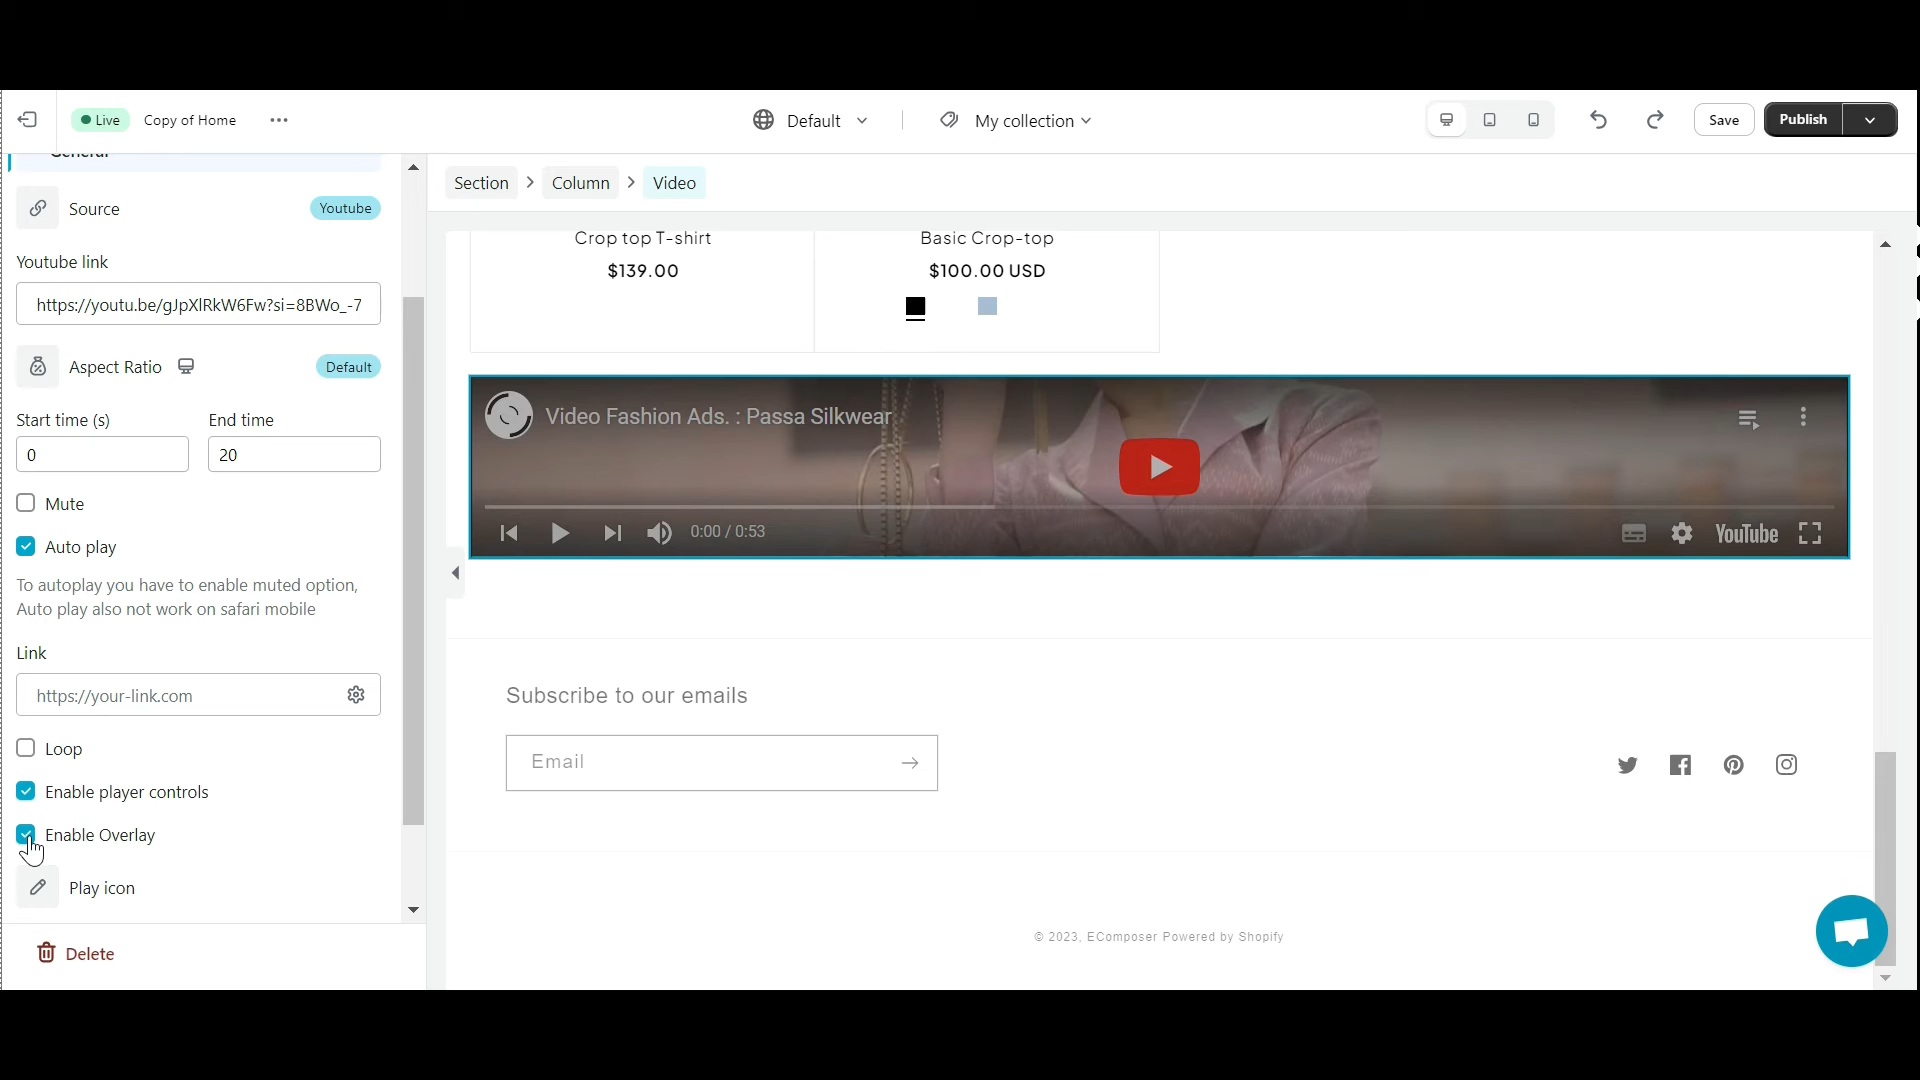 Live
Copy of Home
Default
My collection
Save
Publish
General
Source
Youtube
Youtube link
https://youtu.be/gJpXlRkW6Fw?si=8BWo_-7
Aspect Ratio
Default
Start time (s)
End time
0
20
Mute
Auto play
To autoplay you have to enable muted option,
Auto play also not work on safari mobile
Link
https://your-link.com
Loop
Enable player controls
Enable Overlay
Play icon
Delete
Section
Column
Video
Crop top T-shirt
$139.00
Basic Crop-top
$100.00 USD
Video Fashion Ads. : Passa Silkwear
0:00 / 0:53
YouTube
Subscribe to our emails
Email
© 2023, EComposer Powered by Shopify